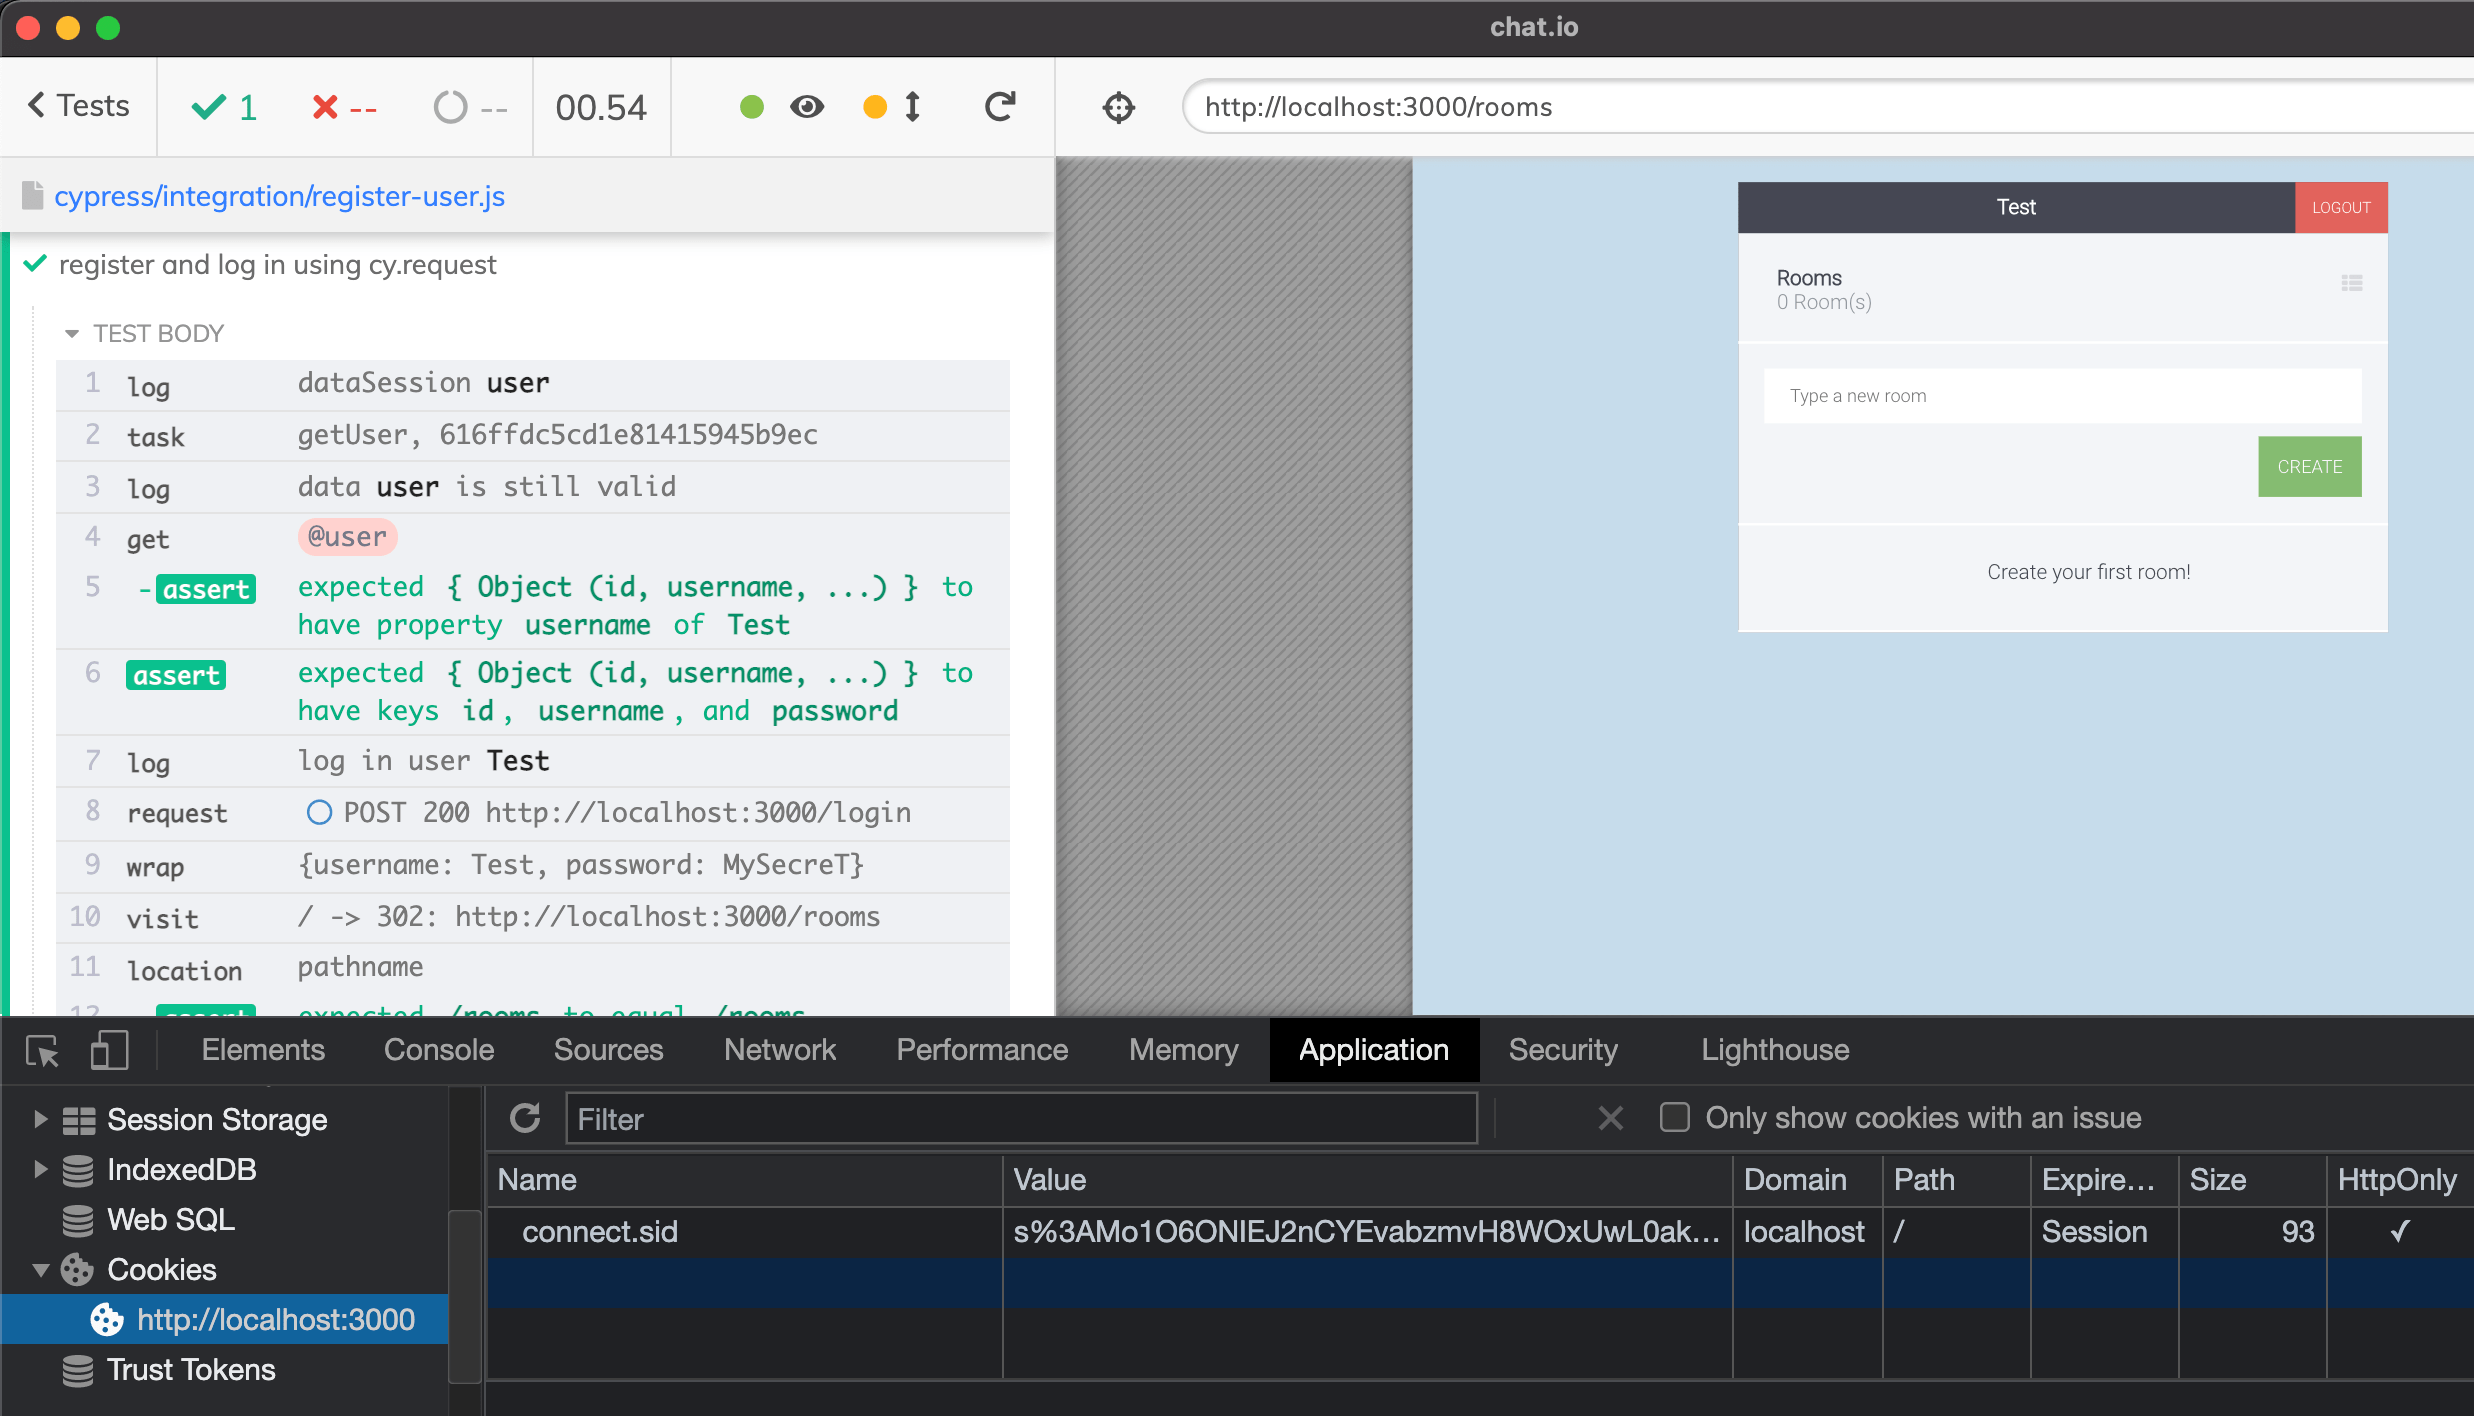 chat.io
Tests
1
--
--
00.54
http://localhost:3000/rooms
cypress/integration/register-user.js
register and log in using cy.request
TEST BODY
1 log dataSession user
2 task getUser, 616ffdc5cd1e81415945b9ec
3 log data user is still valid
4 get @user
5 -assert expected { Object (id, username, ...) } to
have property username of Test
6 assert expected { Object (id, username, ...) } to
have keys id, username, and password
7 log log in user Test
8 request POST 200 http://localhost:3000/login
9 wrap {username: Test, password: MySecreT}
10 visit / -> 302: http://localhost:3000/rooms
11 location pathname
12 assert expected /rooms to equal /rooms
Test
LOGOUT
Rooms
0 Room(s)
Type a new room
CREATE
Create your first room!
Elements Console Sources Network Performance Memory Application Security Lighthouse
Session Storage
IndexedDB
Web SQL
Cookies
http://localhost:3000
Trust Tokens
Filter
Only show cookies with an issue
Name Value Domain Path Expire... Size HttpOnly
connect.sid s%3AMo1O6ONIEJ2nCYEvabzmvH8WOxUwL0ak... localhost / Session 93 ✓